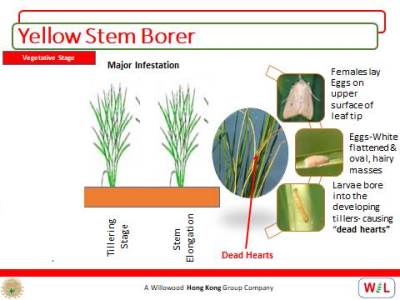 Yellow Stem Borer
Vegetative Stage
Major Infestation
Females lay
Eggs on
upper
surface of
leaf tip
Eggs-White
flattened &
oval, hairy
masses
Larvae bore
into the
developing
tillers- causing
"dead hearts"
Tillering
Stage
Stem
Elongation
Dead Hearts
A Willowood Hong Kong Group Company
WIL